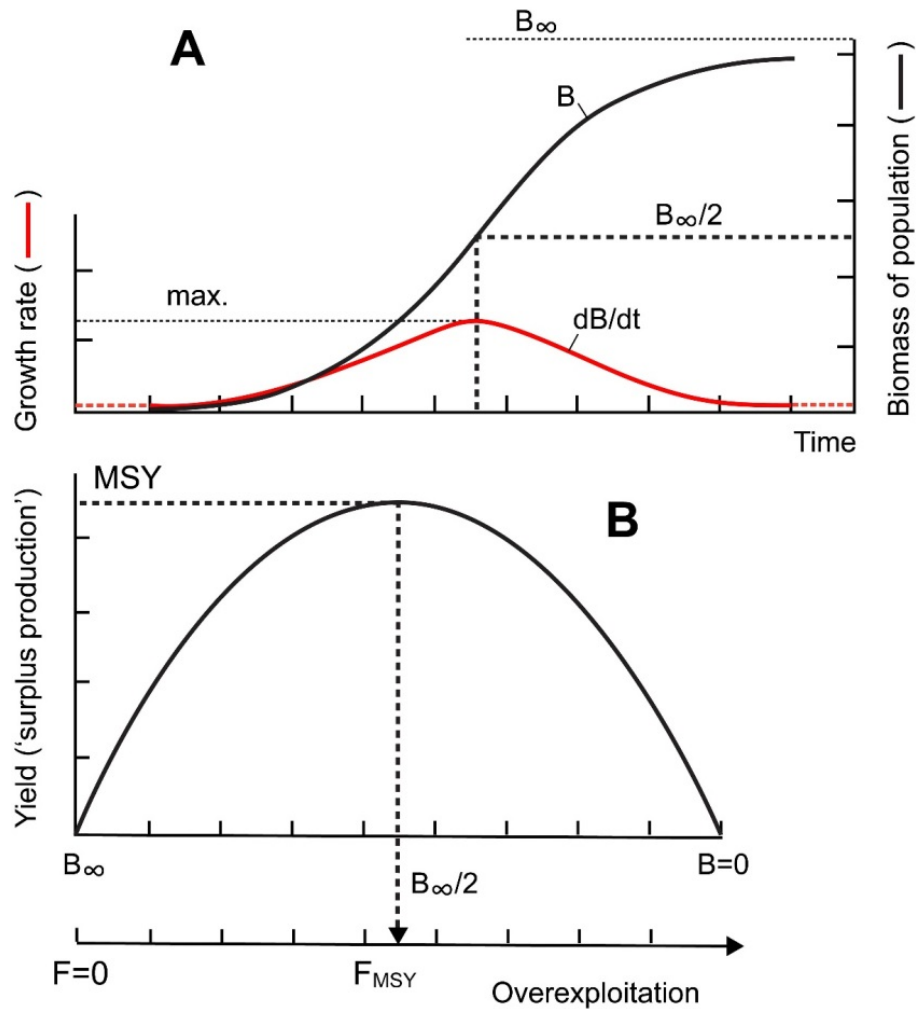 A
B∞
B
Growth rate ( — )
Biomass of population ( — )
B∞/2
max.
dB/dt
Time
MSY
B
Yield (‘surplus production’)
B∞
B=0
B∞/2
F=0
FMSY
Overexploitation